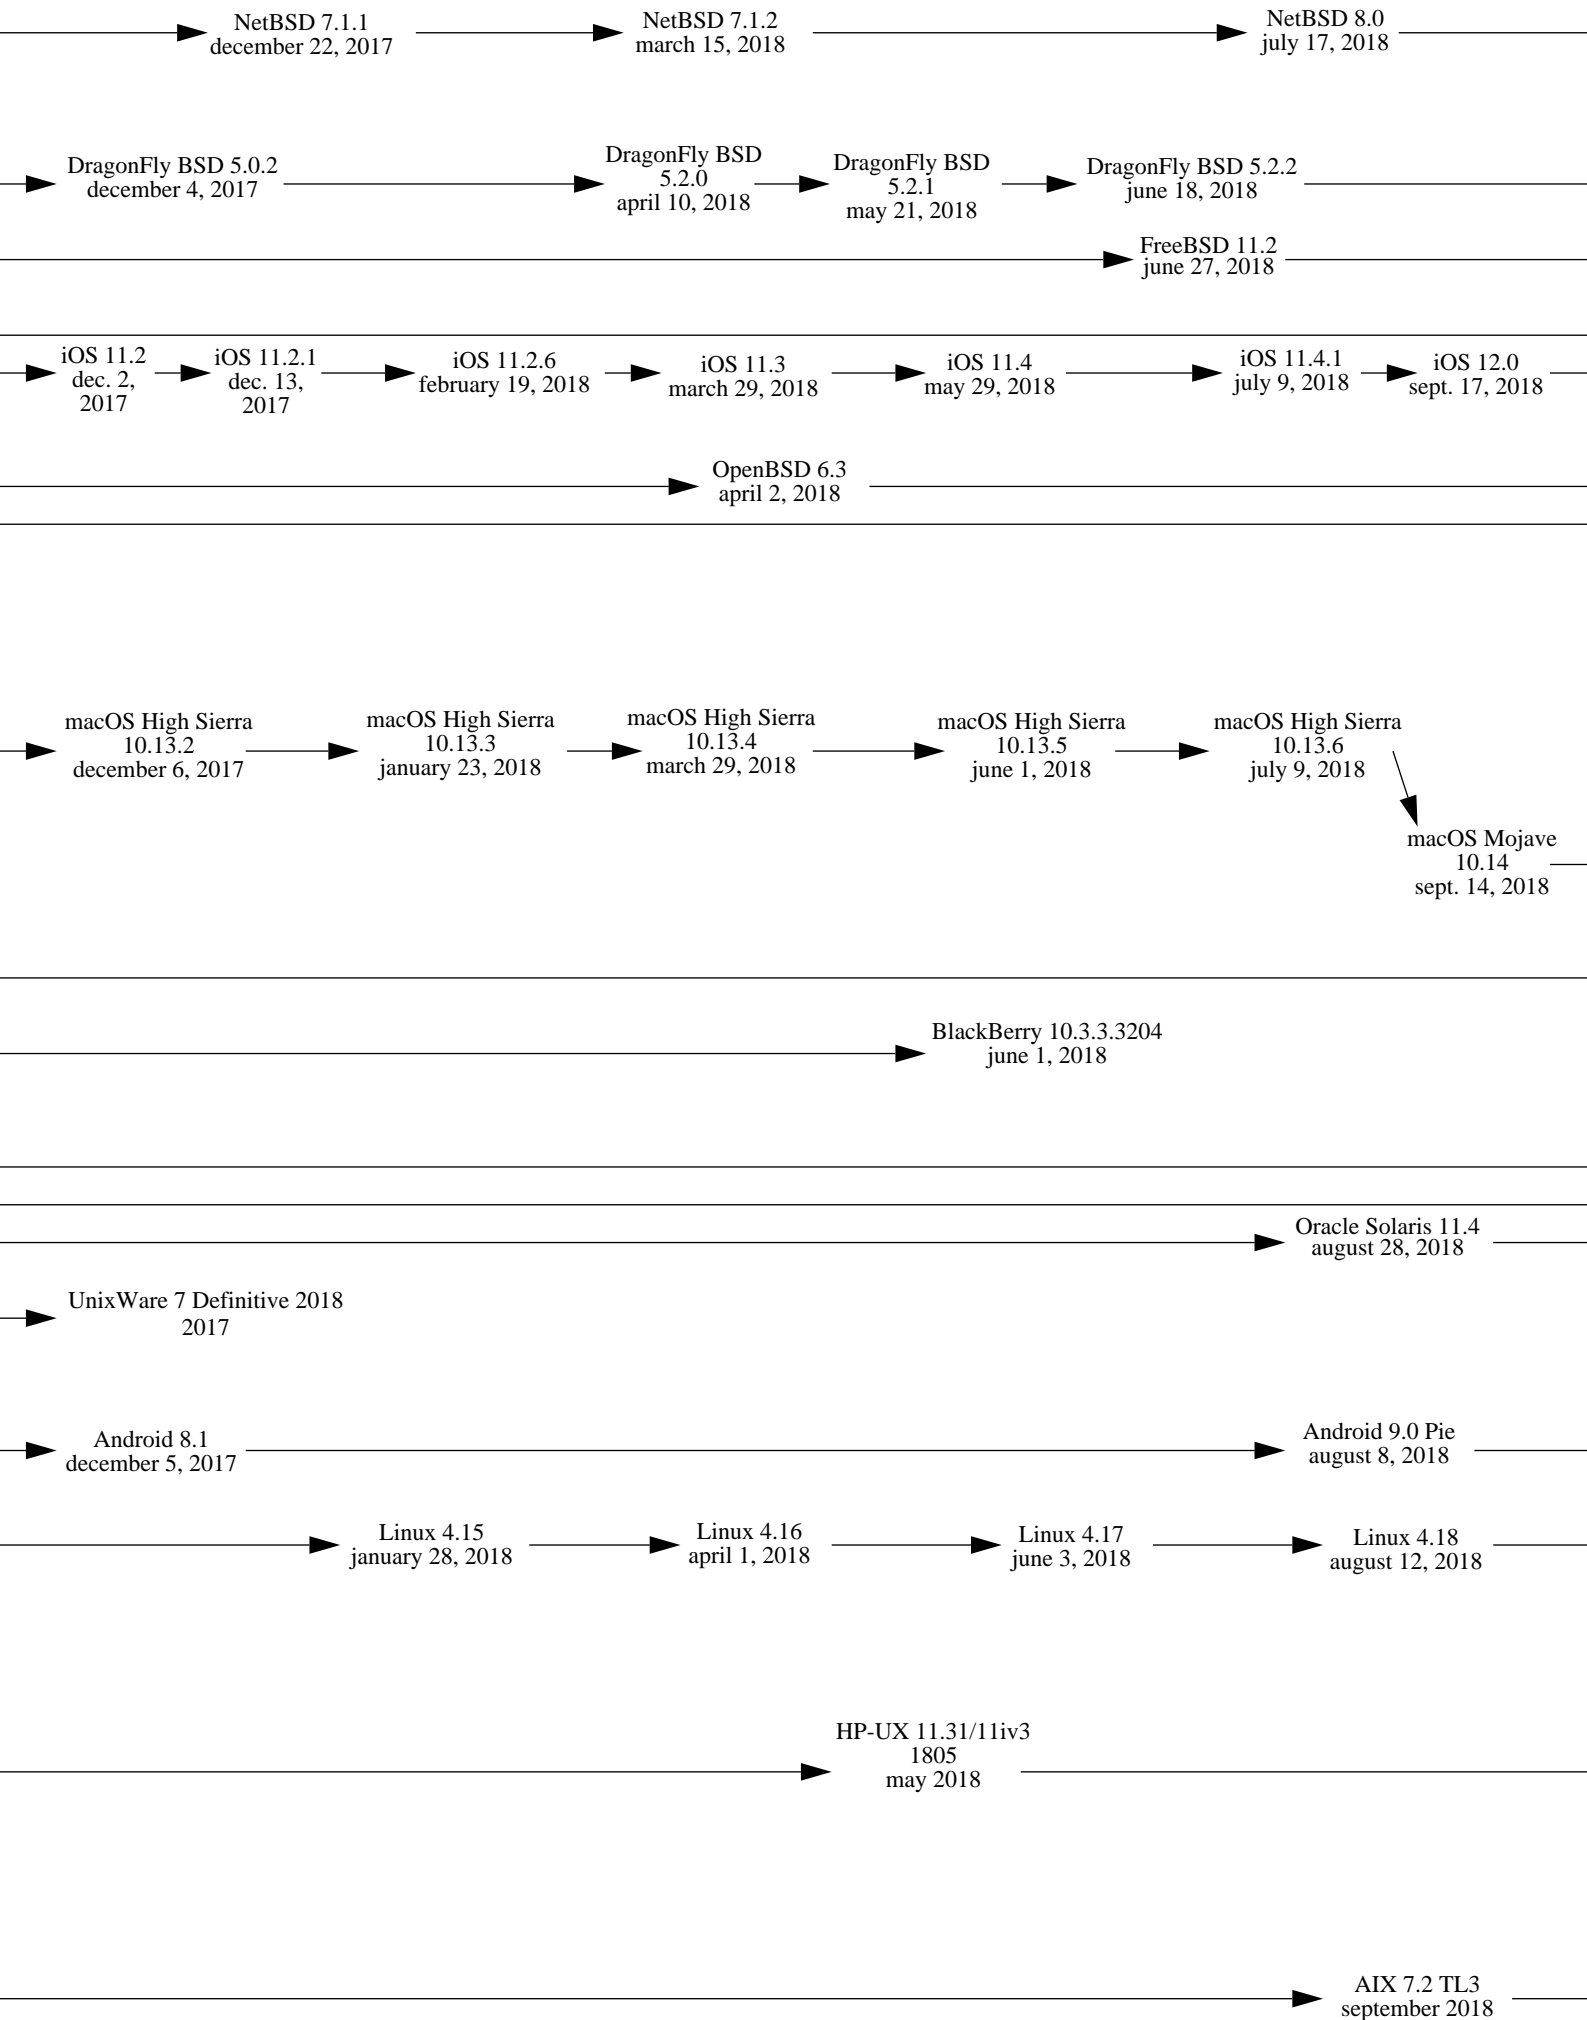 NetBSD 7.1.1
december 22, 2017
NetBSD 7.1.2
march 15, 2018
NetBSD 8.0
july 17, 2018
DragonFly BSD 5.0.2
december 4, 2017
DragonFly BSD
5.2.0
april 10, 2018
DragonFly BSD
5.2.1
may 21, 2018
DragonFly BSD 5.2.2
june 18, 2018
FreeBSD 11.2
june 27, 2018
iOS 11.2
dec. 2,
2017
iOS 11.2.1
dec. 13,
2017
iOS 11.2.6
february 19, 2018
iOS 11.3
march 29, 2018
iOS 11.4
may 29, 2018
iOS 11.4.1
july 9, 2018
iOS 12.0
sept. 17, 2018
OpenBSD 6.3
april 2, 2018
macOS High Sierra
10.13.2
december 6, 2017
macOS High Sierra
10.13.3
january 23, 2018
macOS High Sierra
10.13.4
march 29, 2018
macOS High Sierra
10.13.5
june 1, 2018
macOS High Sierra
10.13.6
july 9, 2018
macOS Mojave
10.14
sept. 14, 2018
BlackBerry 10.3.3.3204
june 1, 2018
Oracle Solaris 11.4
august 28, 2018
UnixWare 7 Definitive 2018
2017
Android 8.1
december 5, 2017
Android 9.0 Pie
august 8, 2018
Linux 4.15
january 28, 2018
Linux 4.16
april 1, 2018
Linux 4.17
june 3, 2018
Linux 4.18
august 12, 2018
HP-UX 11.31/11iv3
1805
may 2018
AIX 7.2 TL3
september 2018